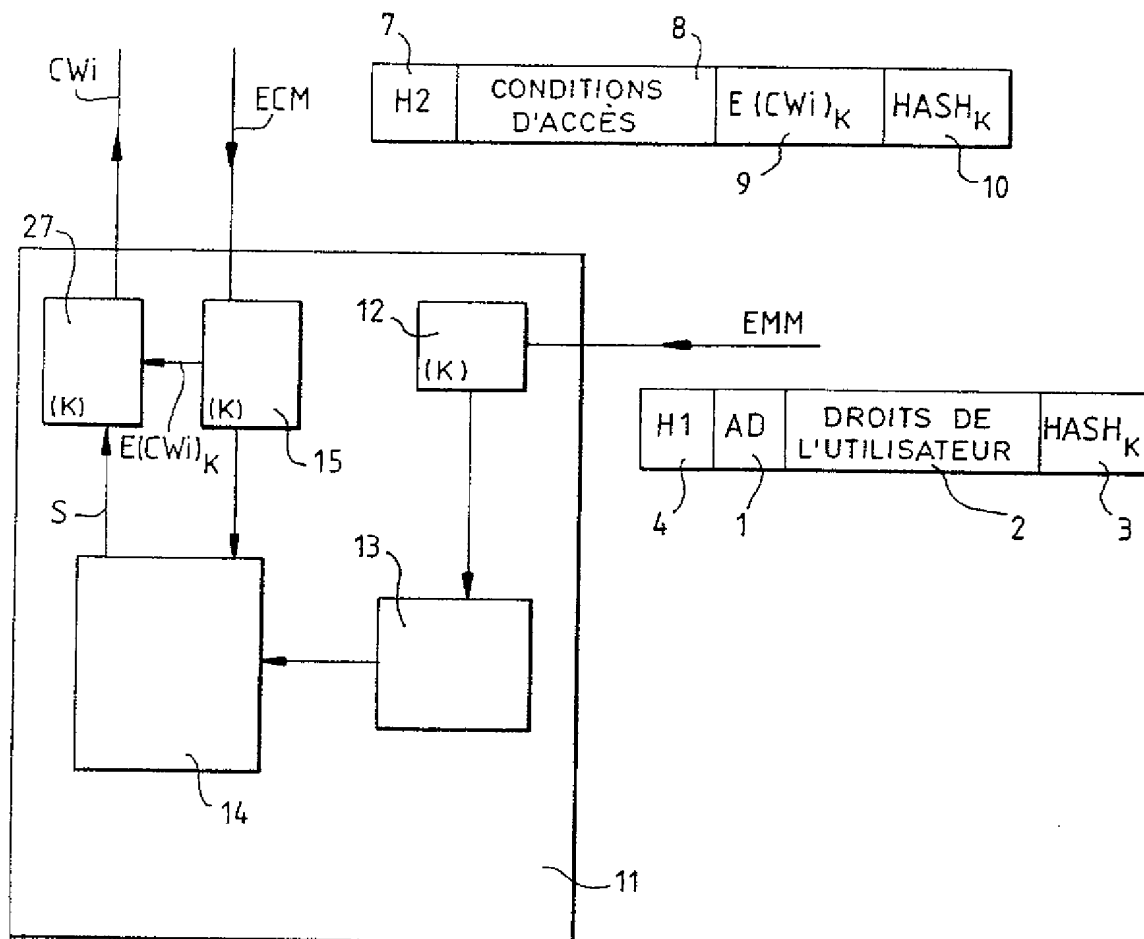 7
8
CWi
ECM
H2
CONDITIONS
D'ACCÈS
E(CWi)K
HASHK
9
10
27
12
EMM
(K)
(K)
(K)
E(CWi)K
15
H1
AD
DROITS DE
L'UTILISATEUR
HASHK
4
1
2
3
S
13
14
11